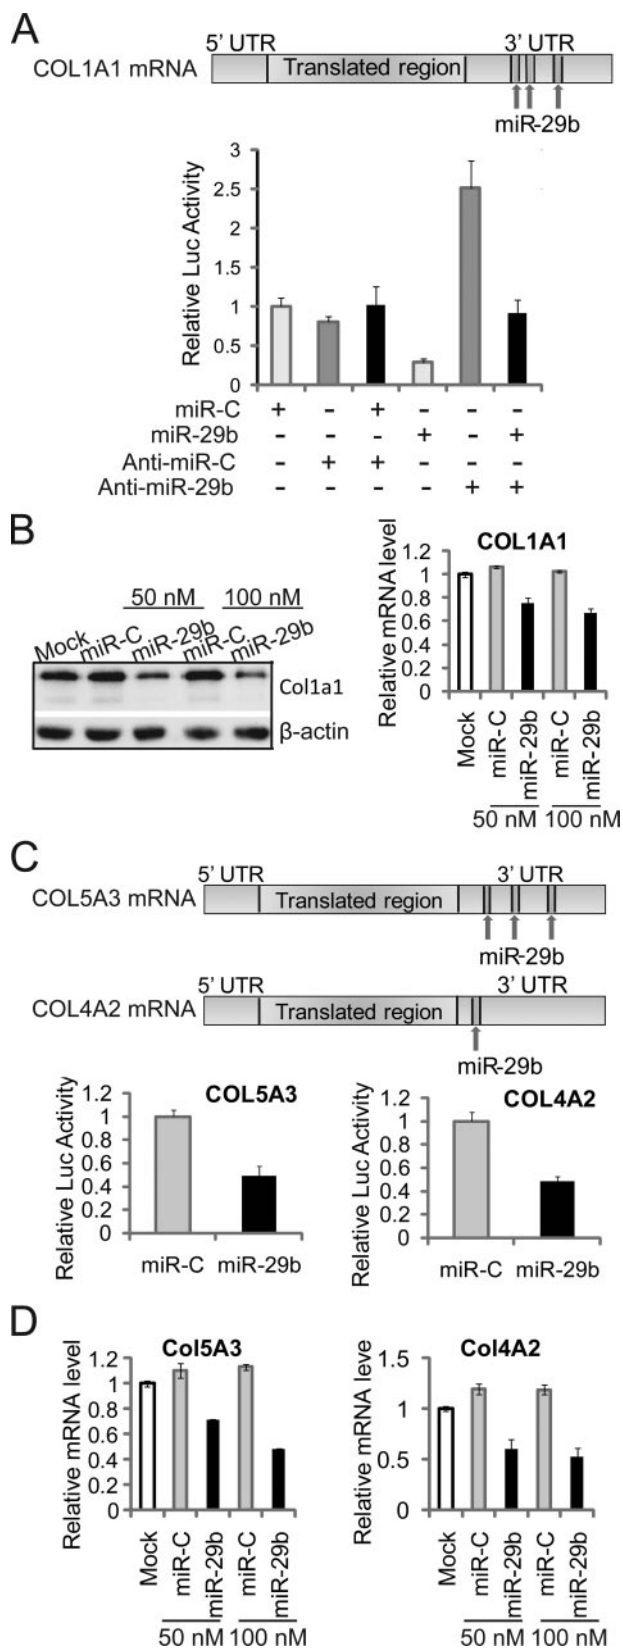 A
5' UTR 3' UTR
COL1A1 mRNA Translated region
miR-29b
3
2.5
2
1.5
1
0.5
0
Relative Luc Activity
miR-C + - + - - -
miR-29b - - - + - +
Anti-miR-C - + + - - -
Anti-miR-29b - - - - + +
B
50 nM 100 nM
Mock miR-C miR-29b miR-C miR-29b
Col1a1
β-actin
COL1A1
Relative mRNA level
1.2
1
0.8
0.6
0.4
0.2
0
Mock miR-C miR-29b miR-C miR-29b
50 nM 100 nM
C
5' UTR 3' UTR
COL5A3 mRNA Translated region
miR-29b
5' UTR 3' UTR
COL4A2 mRNA Translated region
miR-29b
COL5A3
Relative Luc Activity
1.2
1
0.8
0.6
0.4
0.2
0
miR-C miR-29b
COL4A2
Relative Luc Activity
1.2
1
0.8
0.6
0.4
0.2
0
miR-C miR-29b
D
Col5A3
Relative mRNA level
1.2
1
0.8
0.6
0.4
0.2
0
Mock miR-C miR-29b miR-C miR-29b
50 nM 100 nM
Col4A2
Relative mRNA leve
1.5
1
0.5
0
Mock miR-C miR-29b miR-C miR-29b
50 nM 100 nM